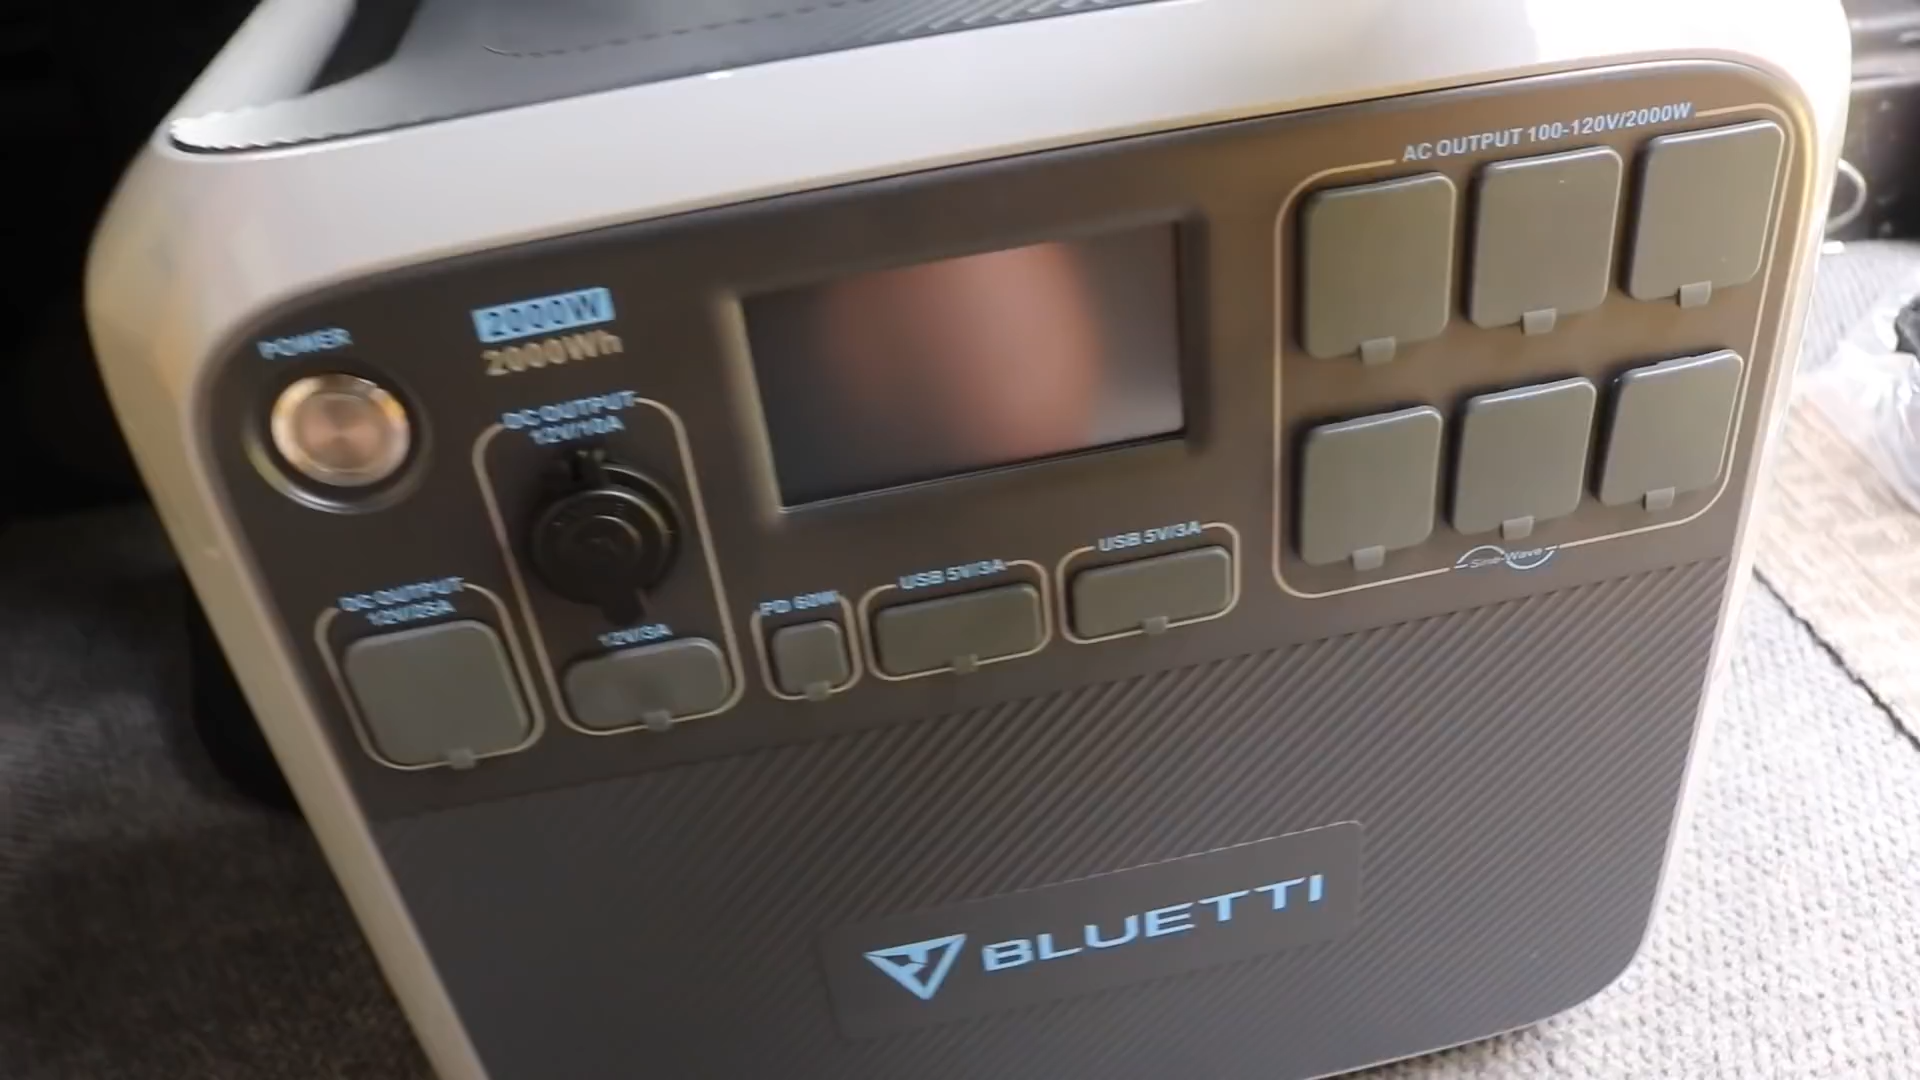 AC OUTPUT 100-120V/2000W
POWER
2000W
2000Wh
DC OUTPUT
12V/10A
USB 5V/3A
USB 5V/3A
PD 60W
DC OUTPUT
12V/25A
12V/3A
Sine-Wave
BLUETTI